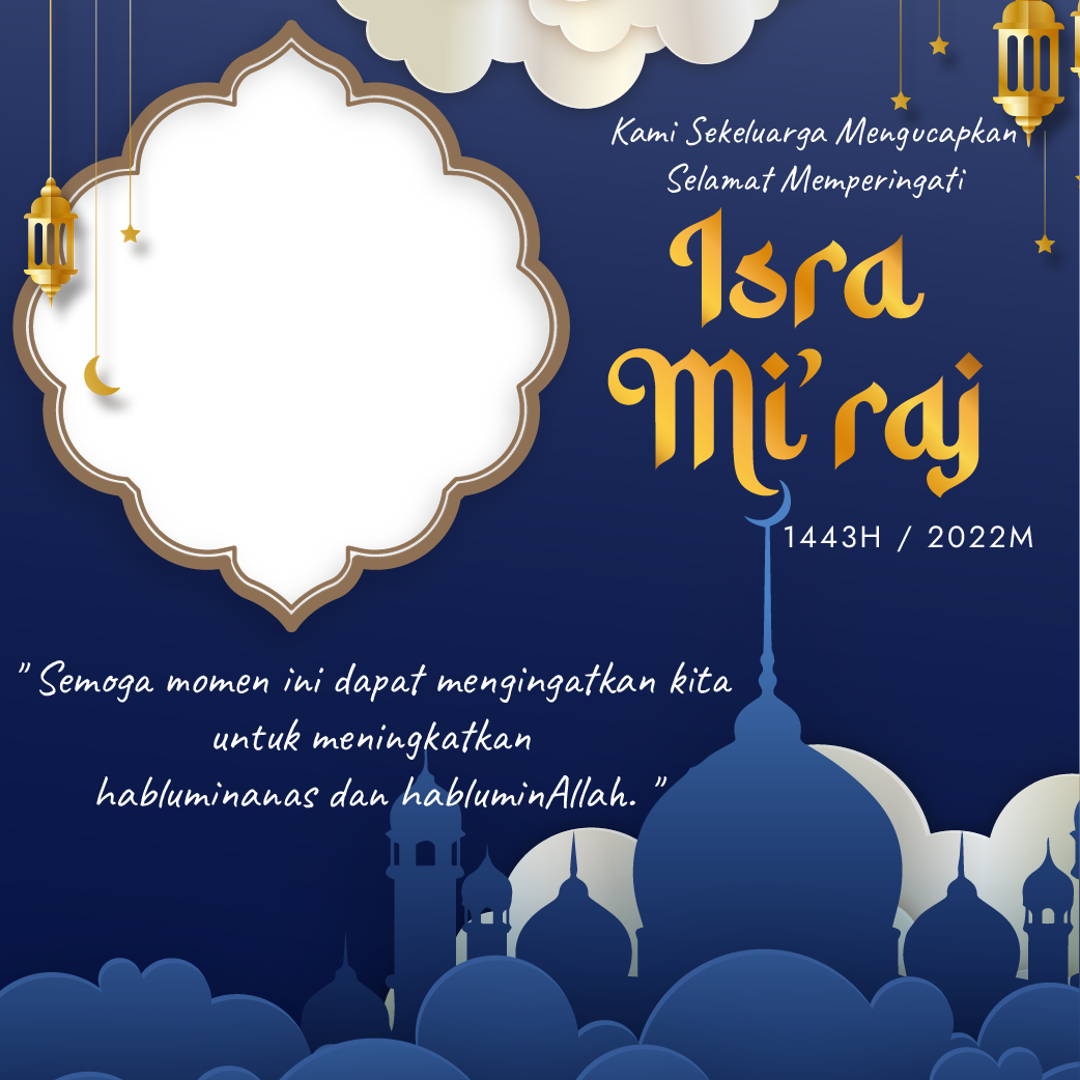 Kami Sekeluarga Mengucapkan
Selamat Memperingati
Isra
Mi'raj
1443H / 2022M
" Semoga momen ini dapat mengingatkan kita
untuk meningkatkan
habluminanas dan habluminAllah. "